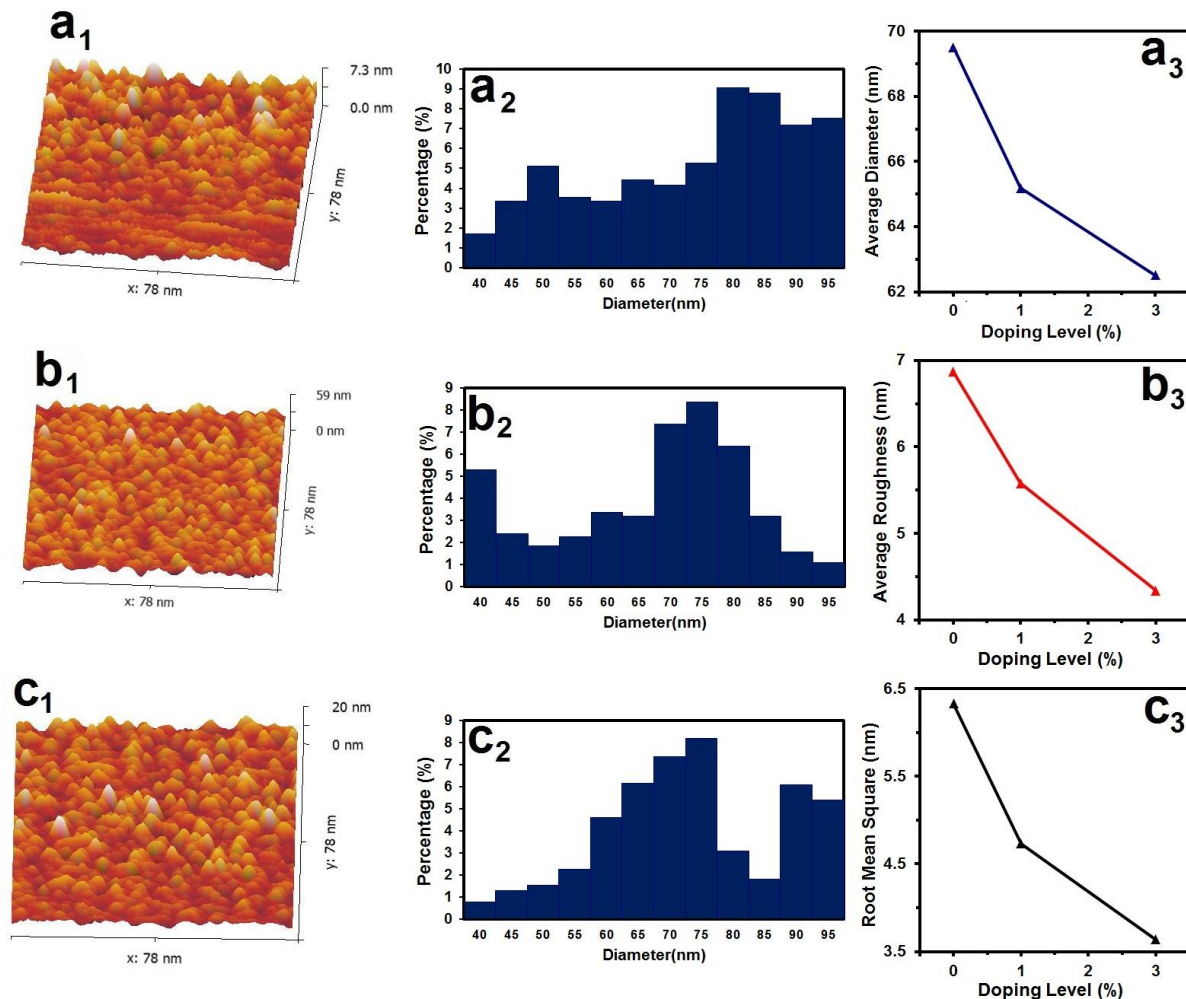 a1
7.3 nm
0.0 nm
y: 78 nm
x: 78 nm
a2
Percentage (%)
10
9
8
7
6
5
4
3
2
1
0
40 45 50 55 60 65 70 75 80 85 90 95
Diameter(nm)
a3
Average Diameter (nm)
70
68
66
64
62
0 1 2 3
Doping Level (%)
b1
59 nm
0 nm
y: 78 nm
x: 78 nm
b2
Percentage (%)
9
8
7
6
5
4
3
2
1
0
40 45 50 55 60 65 70 75 80 85 90 95
Diameter(nm)
b3
Average Roughness (nm)
7
6
5
4
0 1 2 3
Doping Level (%)
c1
20 nm
0 nm
y: 78 nm
x: 78 nm
c2
Percentage (%)
9
8
7
6
5
4
3
2
1
0
40 45 50 55 60 65 70 75 80 85 90 95
Diameter(nm)
c3
Root Mean Square (nm)
6.5
5.5
4.5
3.5
0 1 2 3
Doping Level (%)